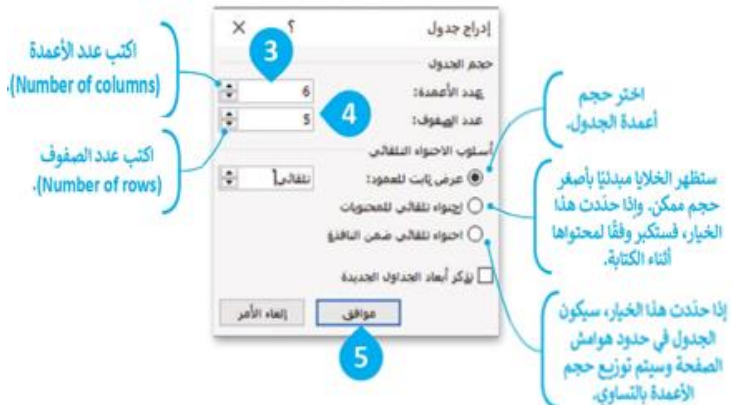 إدراج جدول
؟ ×
حجم الجدول
عدد الأعمدة: 6
عدد الصفوف: 5
أسلوب الاحتواء التلقائي
عرض ثابت للعمود: تلقائي
احتواء تلقائي للمحتويات
احتواء تلقائي ضمن النافذة
تذكر أبعاد الجداول الجديدة
موافق
إلغاء الأمر
3
4
5
اكتب عدد الأعمدة
(Number of columns).
اكتب عدد الصفوف
(Number of rows).
اختر حجم
أعمدة الجدول.
ستظهر الخلايا مبدئيًا بأصغر
حجم ممكن. وإذا حدّدت هذا
الخيار، فستكبر وفقًا لمحتواها
أثناء الكتابة.
إذا حدّدت هذا الخيار، سيكون
الجدول في حدود هوامش
الصفحة وسيتم توزيع حجم
الأعمدة بالتساوي.